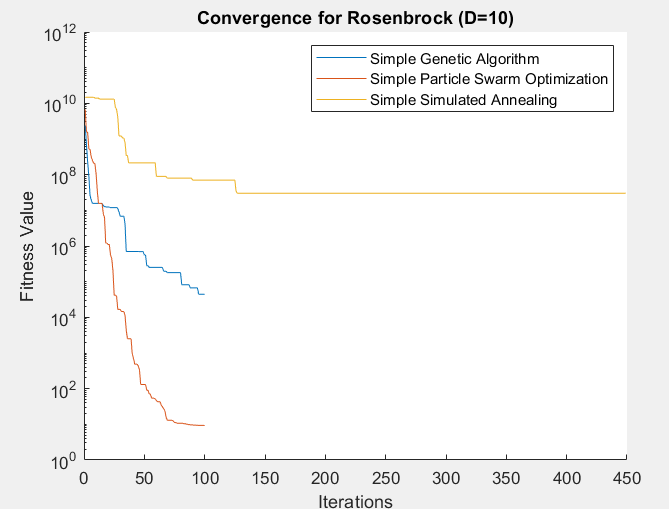 Convergence for Rosenbrock (D=10)
10^12
10^10
10^8
10^6
10^4
10^2
10^0
Fitness Value
Simple Genetic Algorithm
Simple Particle Swarm Optimization
Simple Simulated Annealing
0 50 100 150 200 250 300 350 400 450
Iterations